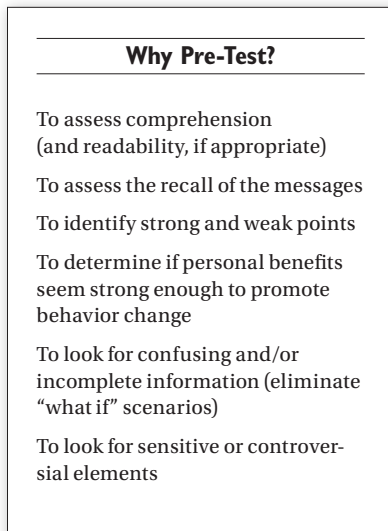 Why Pre-Test?
To assess comprehension
(and readability, if appropriate)
To assess the recall of the messages
To identify strong and weak points
To determine if personal benefits
seem strong enough to promote
behavior change
To look for confusing and/or
incomplete information (eliminate
“what if” scenarios)
To look for sensitive or controver-
sial elements